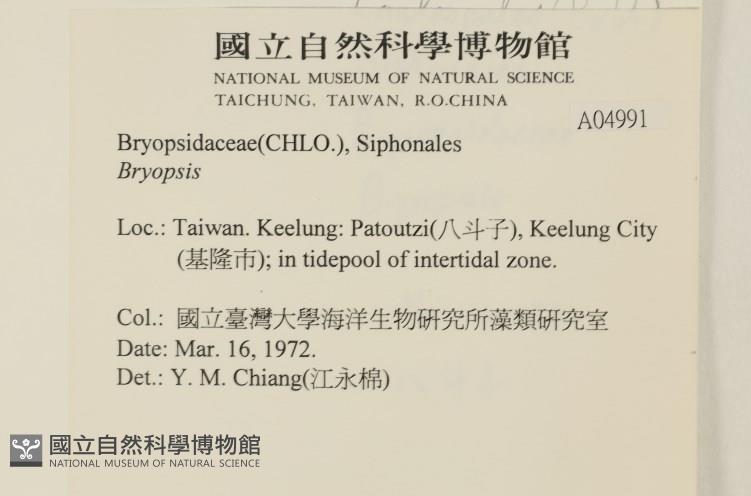 國立自然科學博物館
NATIONAL MUSEUM OF NATURAL SCIENCE
TAICHUNG, TAIWAN, R.O.CHINA
A04991
Bryopsidaceae(CHLO.), Siphonales
Bryopsis
Loc.: Taiwan. Keelung: Patoutzi(八斗子), Keelung City
(基隆市); in tidepool of intertidal zone.
Col.: 國立臺灣大學海洋生物研究所藻類研究室
Date: Mar. 16, 1972.
Det.: Y. M. Chiang(江永棉)
國立自然科學博物館
NATIONAL MUSEUM OF NATURAL SCIENCE